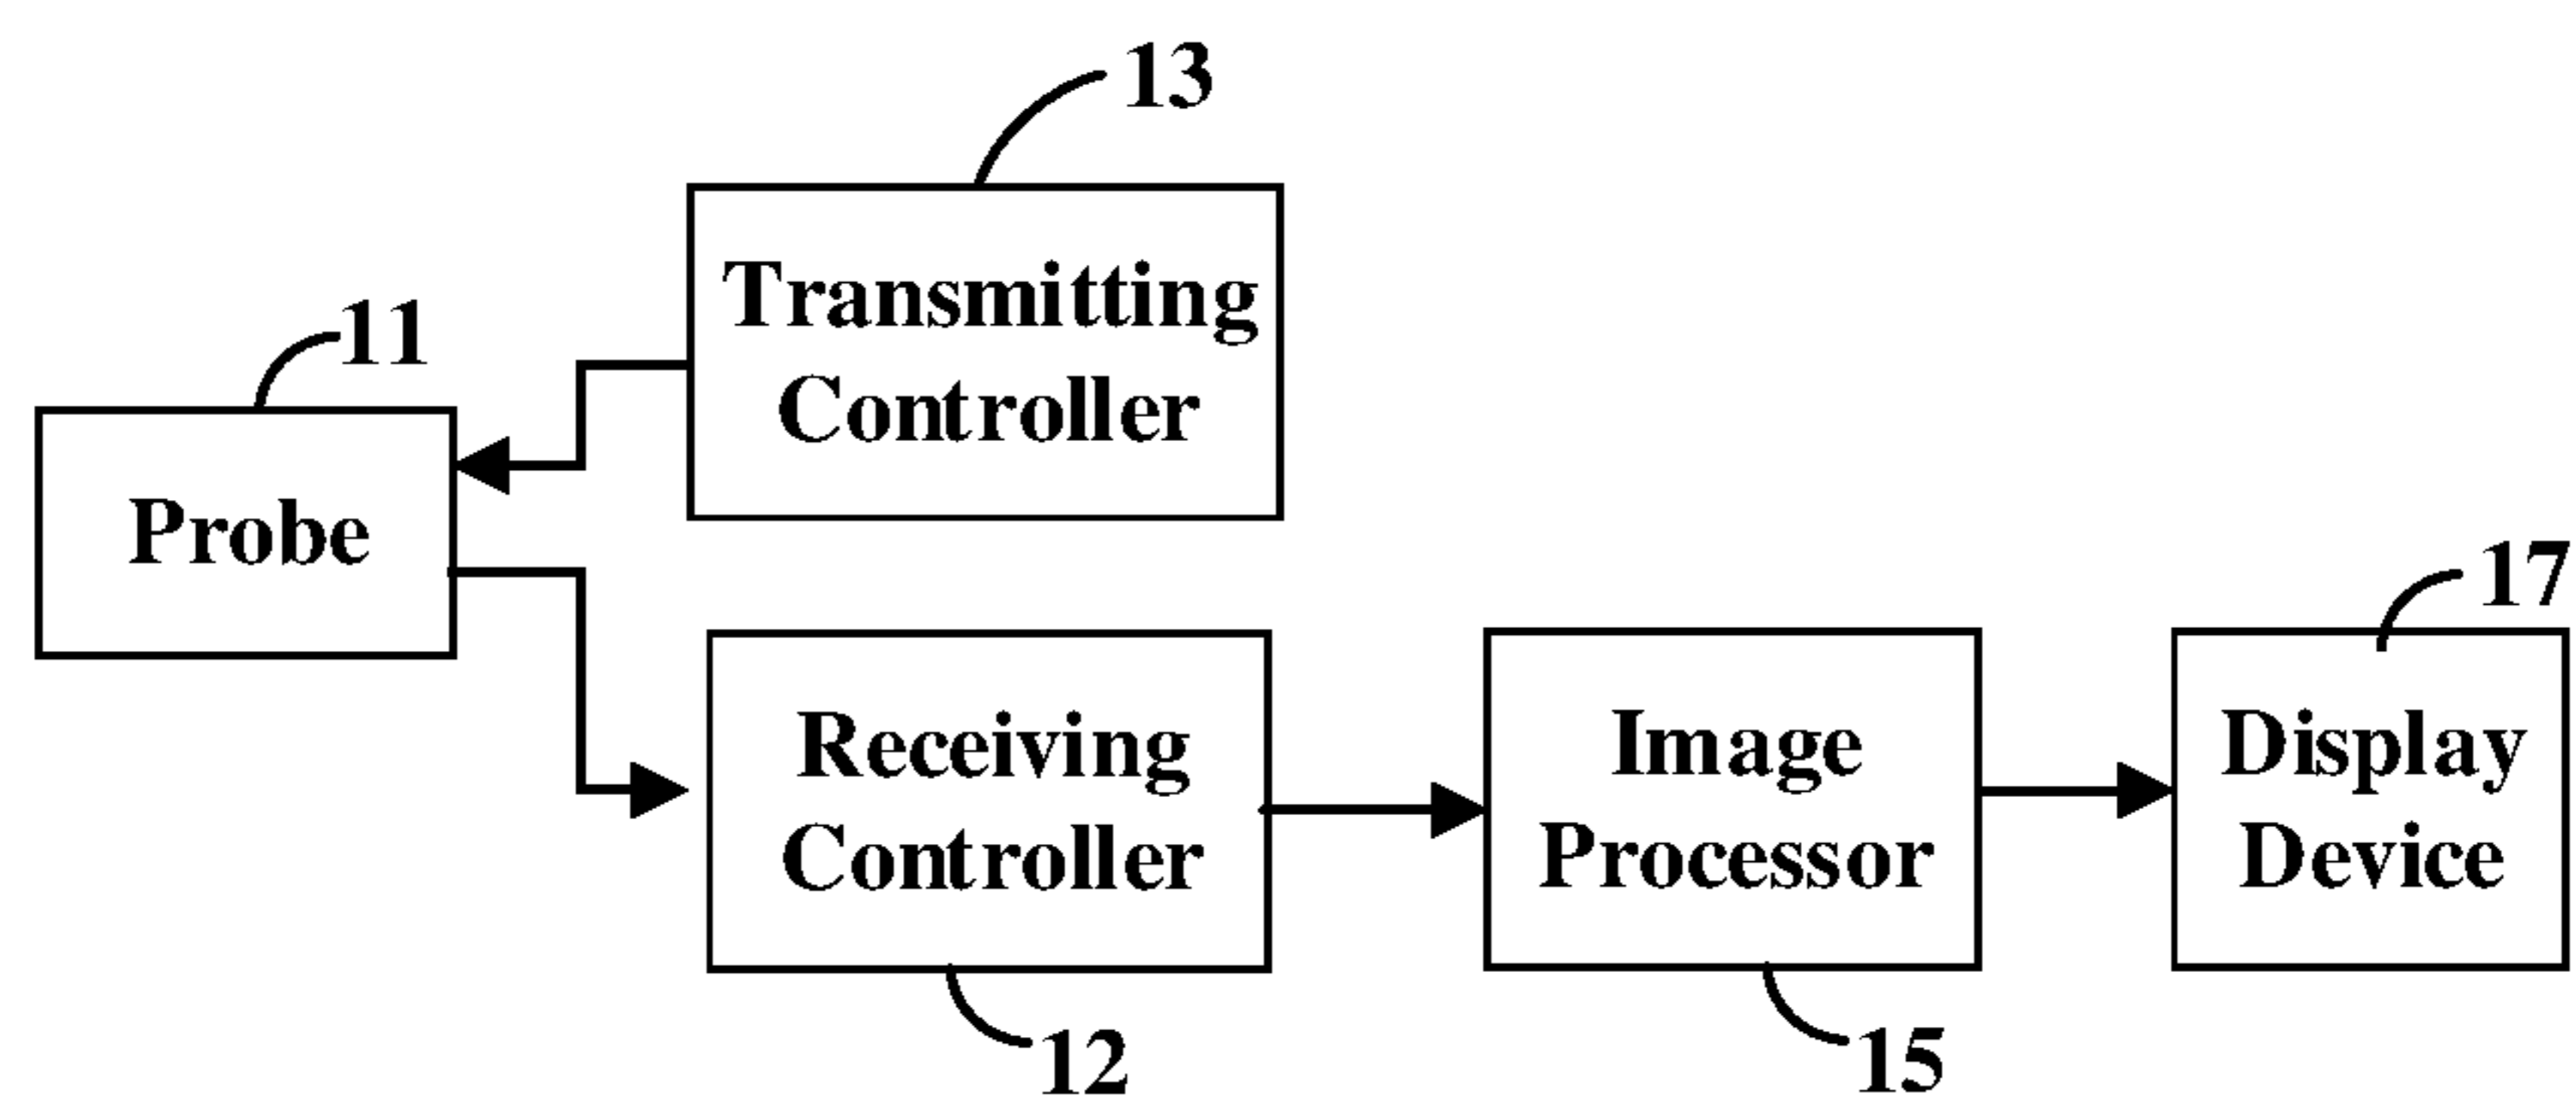 13
Transmitting
Controller
11
Probe
17
Receiving
Controller
Image
Processor
Display
Device
12
15